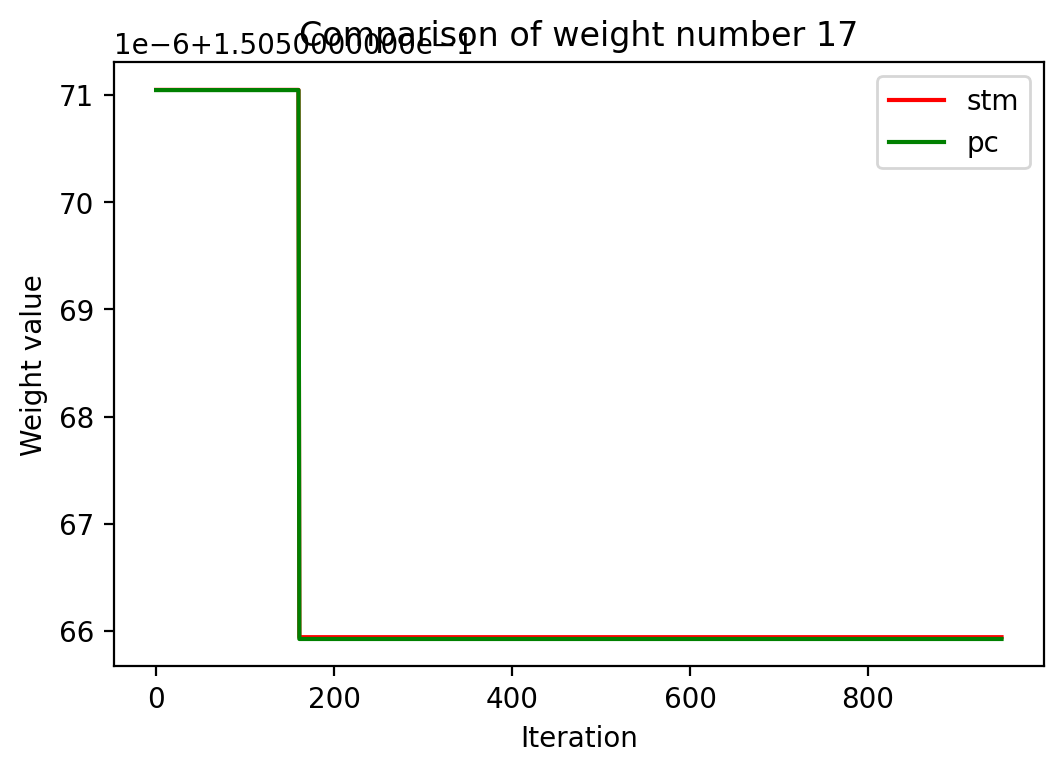 Comparison of weight number 17
1e−6+1.5050000000e−1
stm
pc
Weight value
71
70
69
68
67
66
0 200 400 600 800
Iteration